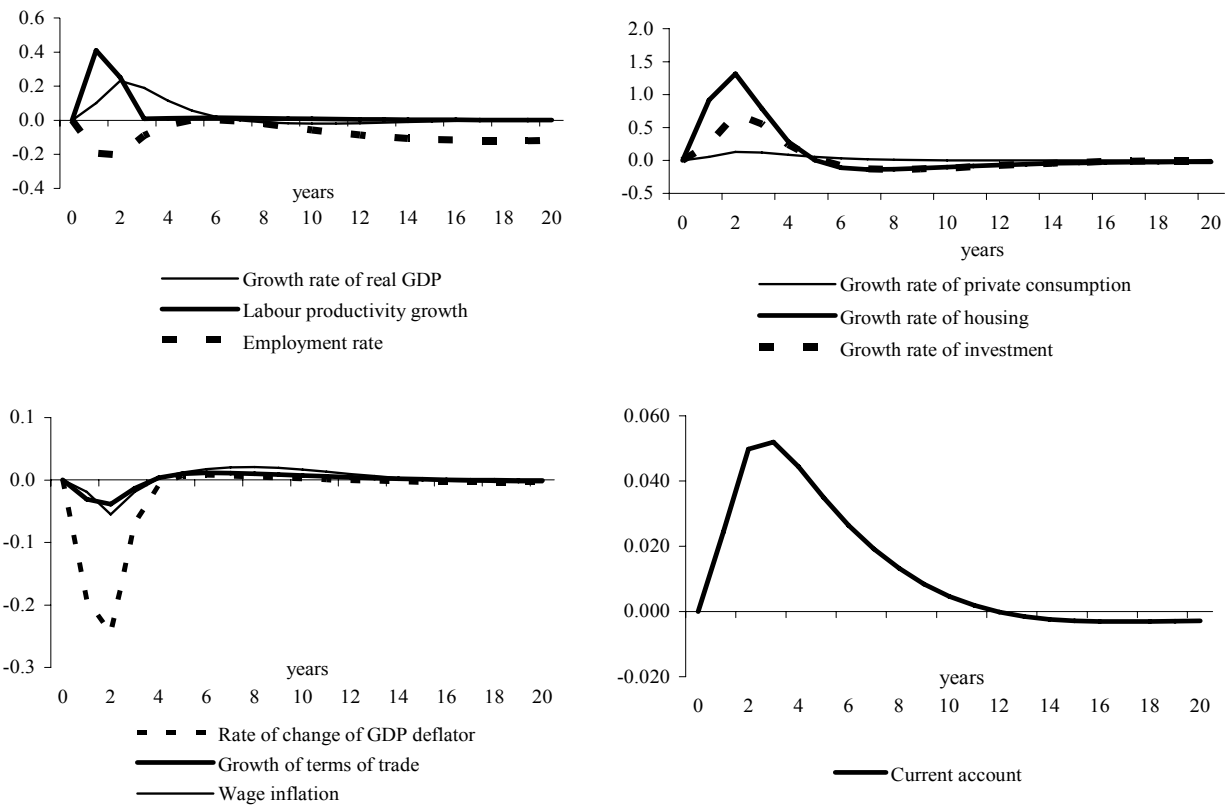 0.6
0.4
0.2
0.0
-0.2
-0.4
years
0 2 4 6 8 10 12 14 16 18 20
Growth rate of real GDP
Labour productivity growth
Employment rate
2.0
1.5
1.0
0.5
0.0
-0.5
0 2 4 6 8 10 12 14 16 18 20
years
Growth rate of private consumption
Growth rate of housing
Growth rate of investment
0.1
0.0
-0.1
-0.2
-0.3
years
0 2 4 6 8 10 12 14 16 18 20
Rate of change of GDP deflator
Growth of terms of trade
Wage inflation
0.060
0.040
0.020
0.000
-0.020
years
0 2 4 6 8 10 12 14 16 18 20
Current account